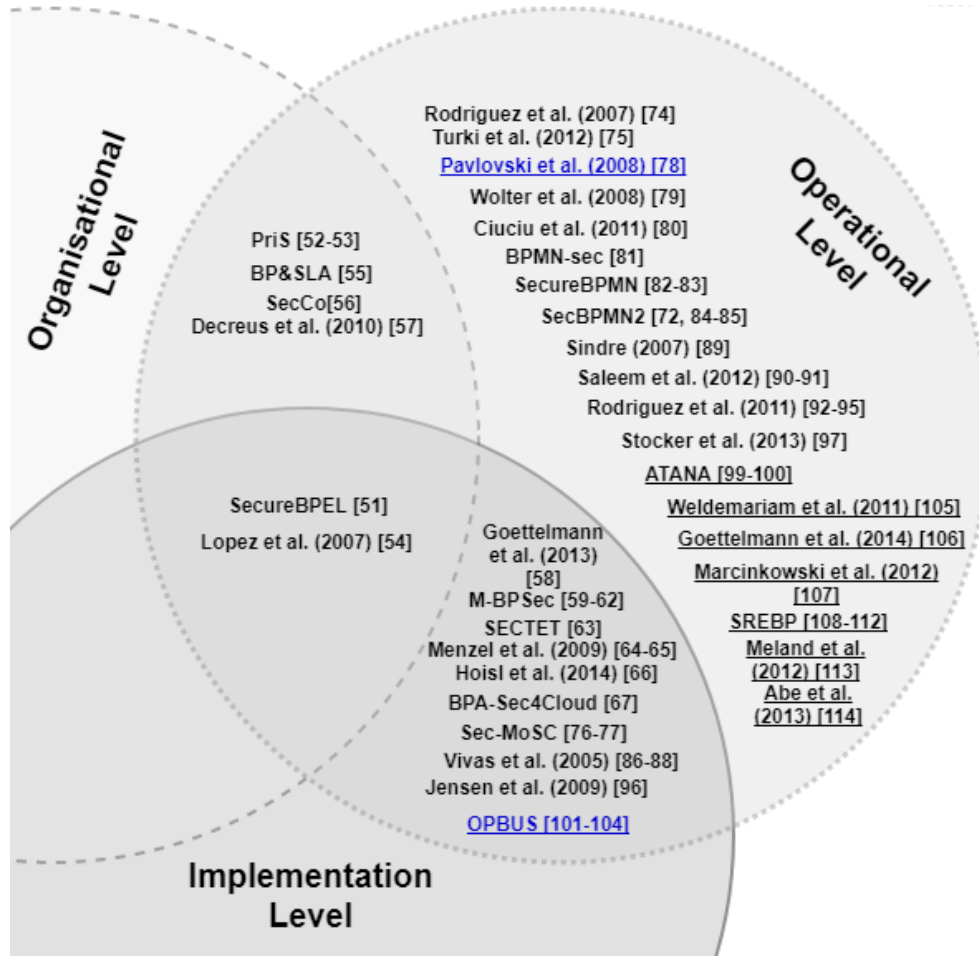 Organisational
Level
Operational
Level
Rodriguez et al. (2007) [74]
Turki et al. (2012) [75]
Pavlovski et al. (2008) [78]
Wolter et al. (2008) [79]
Ciuciu et al. (2011) [80]
BPMN-sec [81]
SecureBPMN [82-83]
SecBPMN2 [72, 84-85]
Sindre (2007) [89]
Saleem et al. (2012) [90-91]
Rodriguez et al. (2011) [92-95]
Stocker et al. (2013) [97]
ATANA [99-100]
Weldemariam et al. (2011) [105]
Goettelmann et al. (2014) [106]
Marcinkowski et al. (2012)
[107]
SREBP [108-112]
Meland et al.
(2012) [113]
Abe et al.
(2013) [114]
PriS [52-53]
BP&SLA [55]
SecCo[56]
Decreus et al. (2010) [57]
SecureBPEL [51]
Lopez et al. (2007) [54]
Goettelmann
et al. (2013)
[58]
M-BPSec [59-62]
SECTET [63]
Menzel et al. (2009) [64-65]
Hoisl et al. (2014) [66]
BPA-Sec4Cloud [67]
Sec-MoSC [76-77]
Vivas et al. (2005) [86-88]
Jensen et al. (2009) [96]
OPBUS [101-104]
Implementation
Level